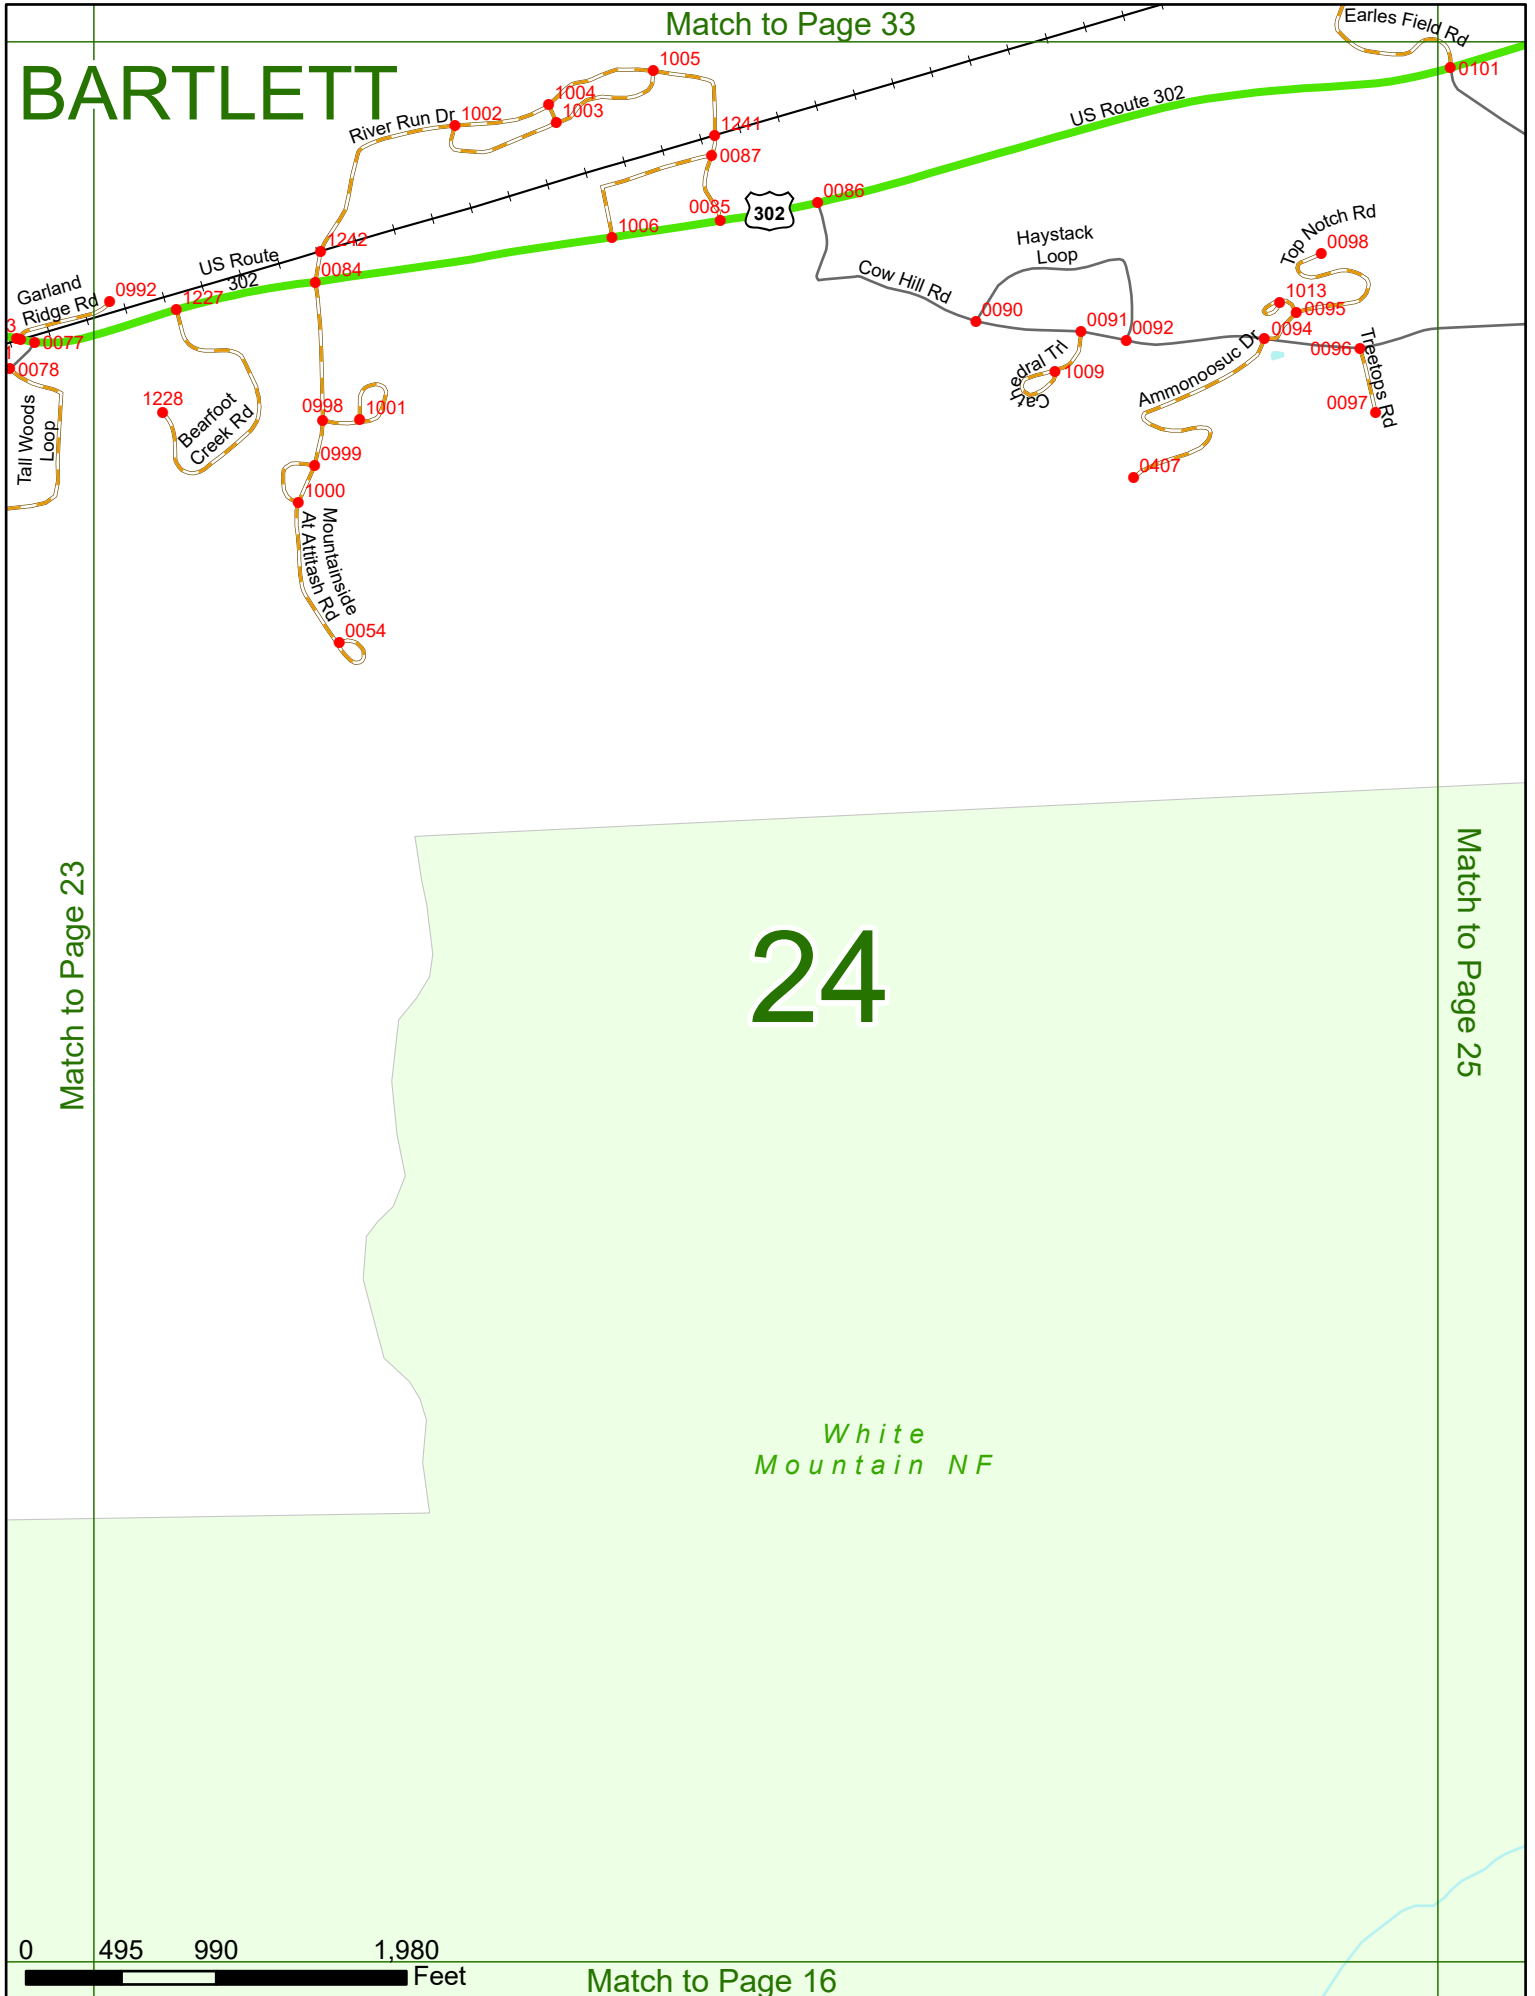 Match to Page 33
BARTLETT
Earles Field Rd
0101
1005
1004
1003
1002
River Run Dr
1241
0087
US Route 302
0086
0085
302
1006
1242
US Route
302
0084
Garland
Ridge Rd
0992
1227
3
0077
1
0078
Tall Woods
Loop
1228
Bearfoot
Creek Rd
0998
1001
0999
1000
Mountainside
At Attitash Rd
0054
Haystack
Loop
Cow Hill Rd
0090
0091
0092
Cathedral Trl
1009
Top Notch Rd
0098
1013
0095
0094
Ammonoosuc Dr
0096
Treetops Rd
0097
0407
Match to Page 23
24
Match to Page 25
White
Mountain NF
0 495 990 1,980
Feet
Match to Page 16